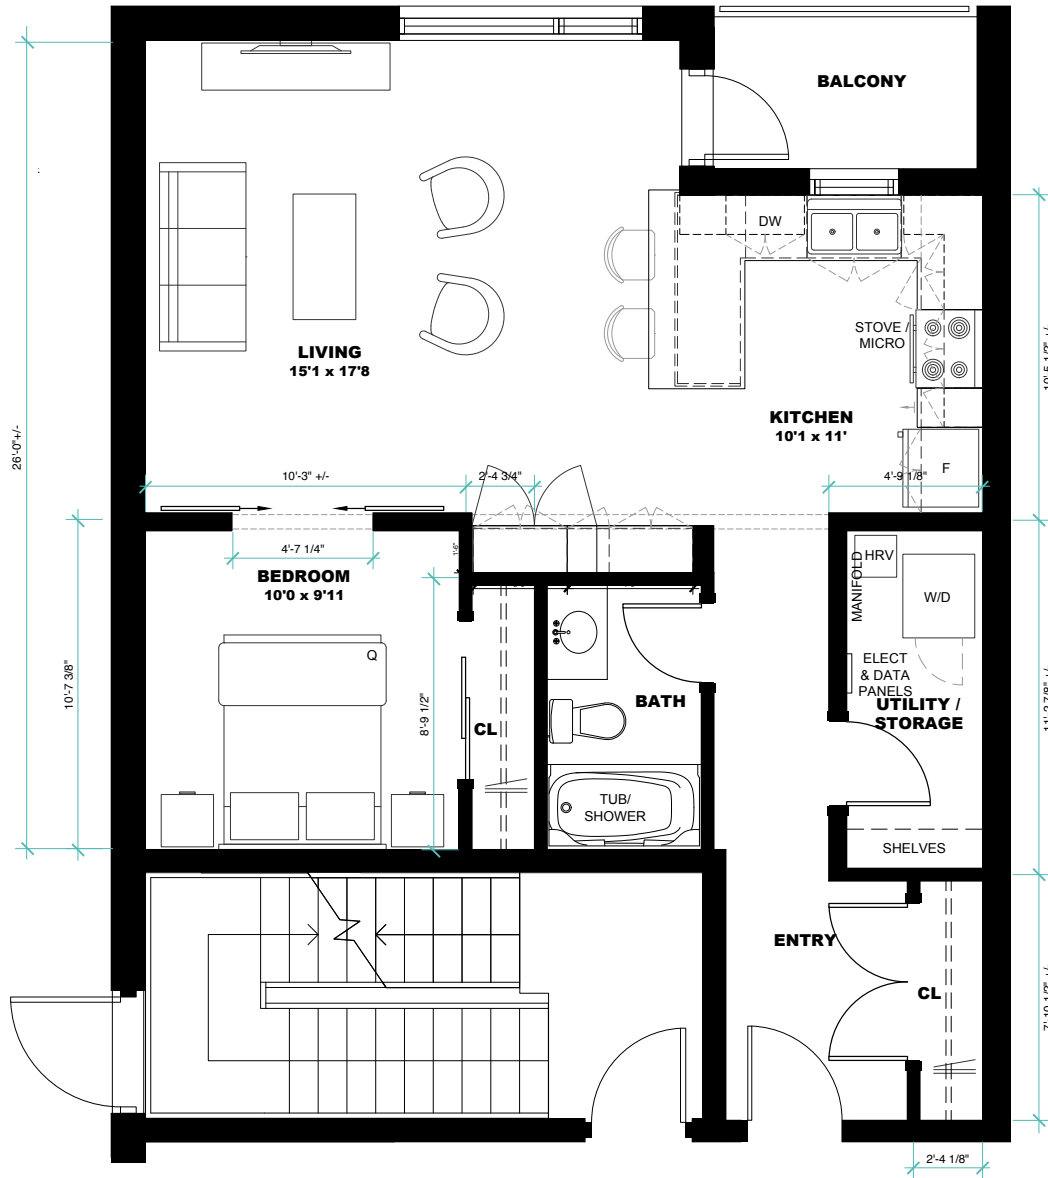 BALCONY
DW
STOVE /
MICRO
LIVING
15'1 x 17'8
KITCHEN
10'1 x 11'
26'-0"+/-
F
10'-3" +/-
2'-4 3/4"
4'-9 1/8"
4'-7 1/4"
1'-6"
BEDROOM
10'0 x 9'11
MANIFOLD
HRV
W/D
Q
10'-7 3/8"
8'-9 1/2"
CL
BATH
ELECT
& DATA
PANELS
UTILITY /
STORAGE
TUB/
SHOWER
SHELVES
ENTRY
CL
2'-4 1/8"